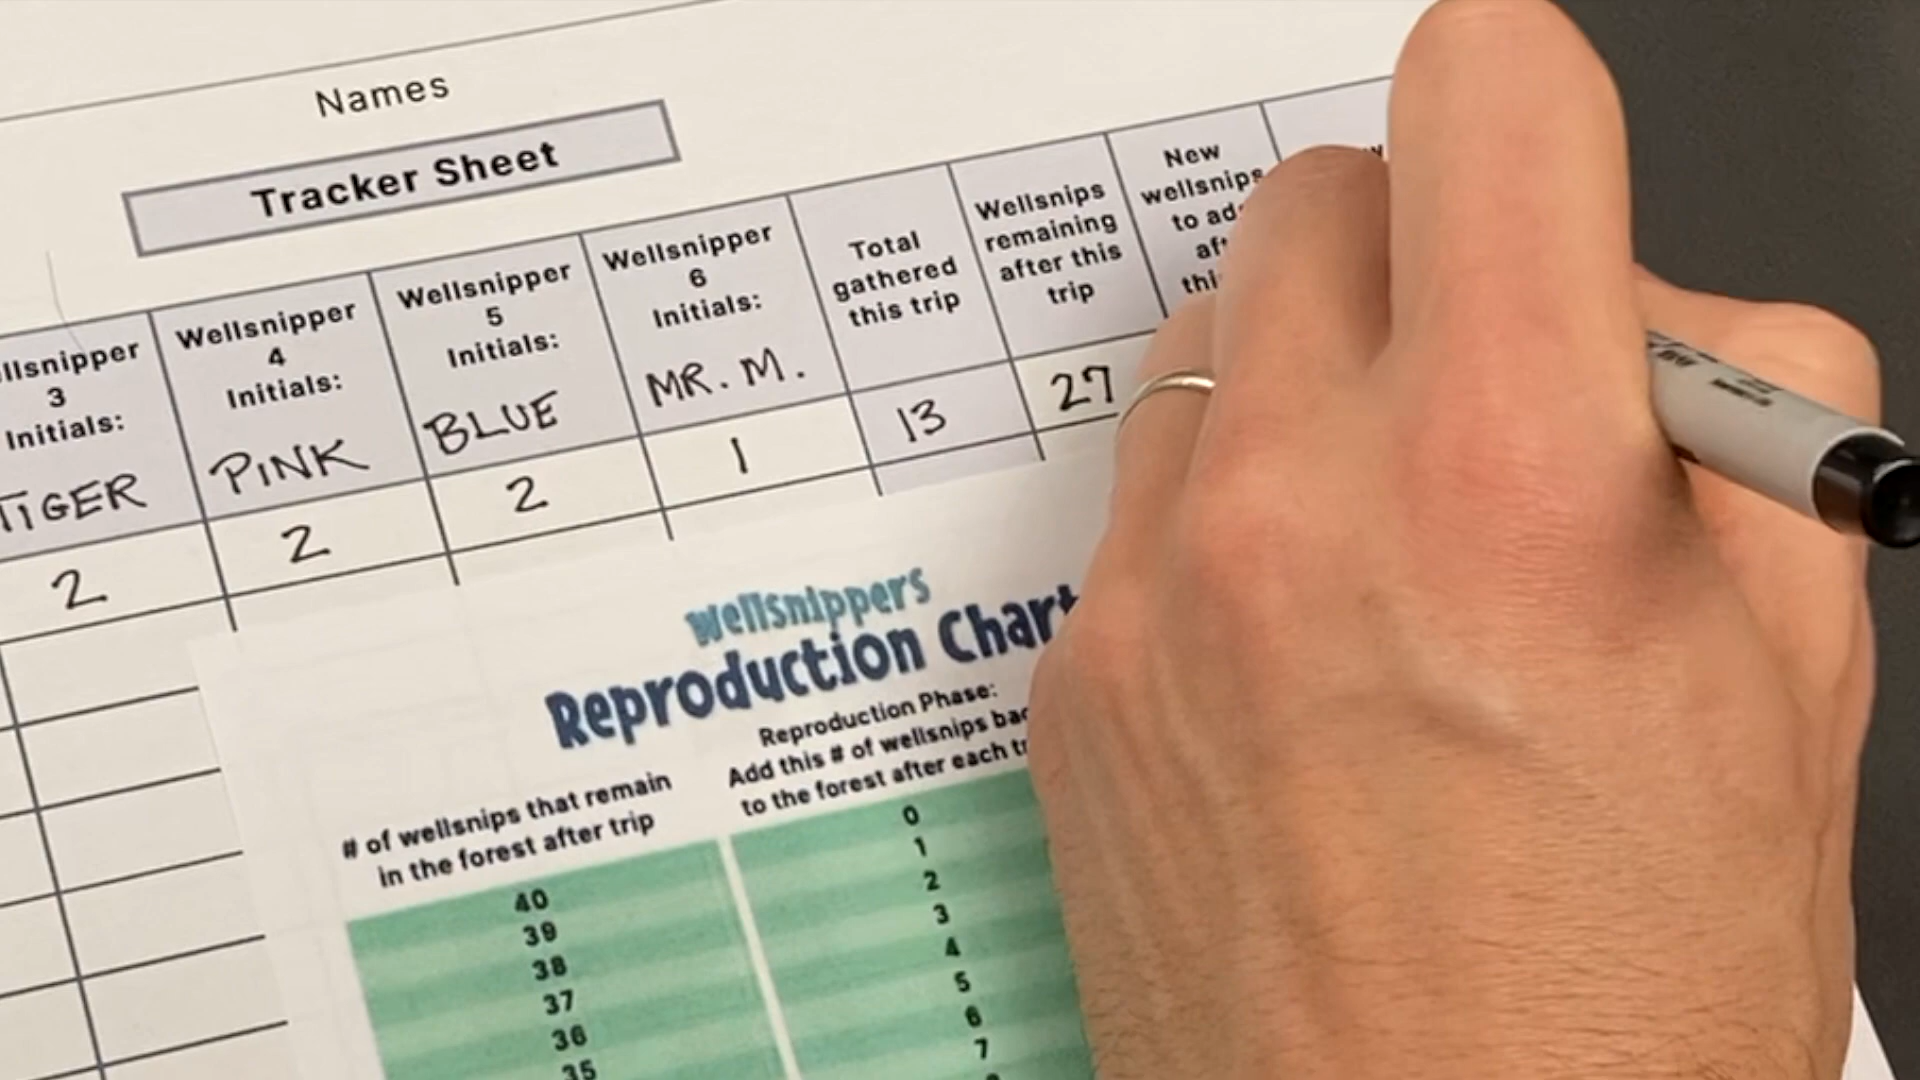 Names
Tracker Sheet
3
Initials:
TIGER
2
Wellsnipper
4
Initials:
PINK
2
Wellsnipper
5
Initials:
BLUE
2
Wellsnipper
6
Initials:
MR. M.
1
Total
gathered
this trip
13
Wellsnips
remaining
after this
trip
27
New
wellsnips
to
wellsnippers
Reproduction Chart
# of wellsnips that remain
in the forest after trip
40
39
38
37
36
35
Reproduction Phase:
Add this # of wellsnips
to the forest after each
0
1
2
3
4
5
6
7